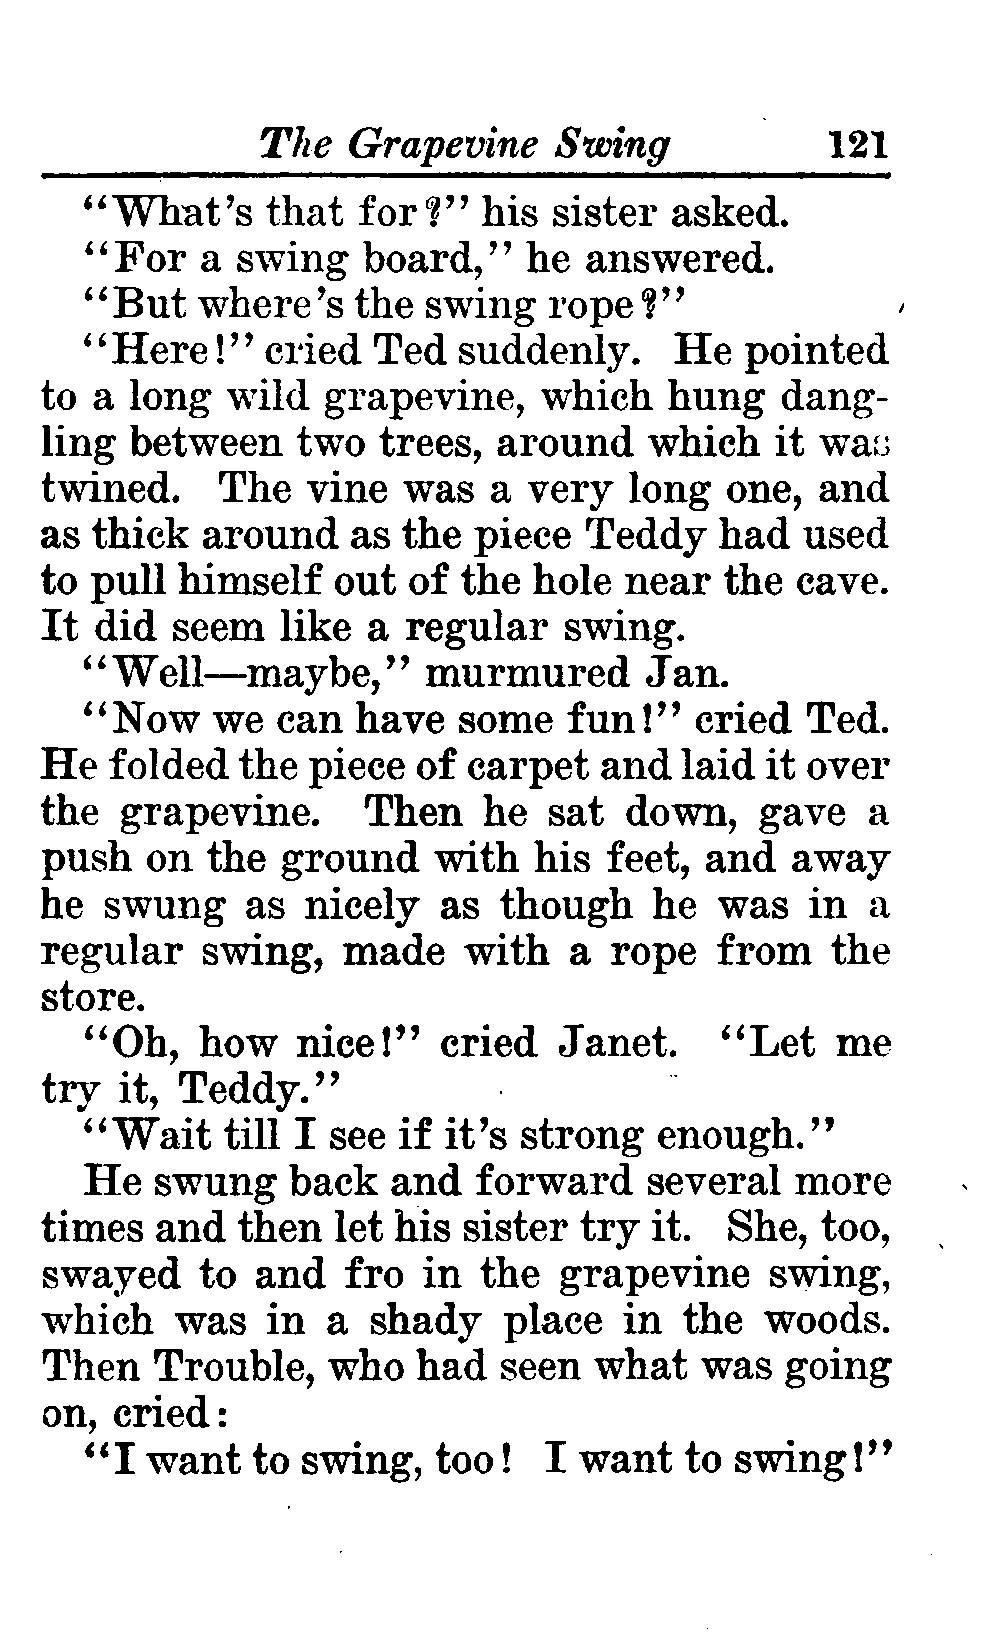 The Grapevine Swing 121
"What's that for?" his sister asked.
"For a swing board," he answered.
"But where's the swing rope?"
"Here!" cried Ted suddenly. He pointed
to a long wild grapevine, which hung dang-
ling between two trees, around which it was
twined. The vine was a very long one, and
as thick around as the piece Teddy had used
to pull himself out of the hole near the cave.
It did seem like a regular swing.
"Well—maybe," murmured Jan.
"Now we can have some fun!" cried Ted.
He folded the piece of carpet and laid it over
the grapevine. Then he sat down, gave a
push on the ground with his feet, and away
he swung as nicely as though he was in a
regular swing, made with a rope from the
store.
"Oh, how nice!" cried Janet. "Let me
try it, Teddy."
"Wait till I see if it's strong enough."
He swung back and forward several more
times and then let his sister try it. She, too,
swayed to and fro in the grapevine swing,
which was in a shady place in the woods.
Then Trouble, who had seen what was going
on, cried:
"I want to swing, too! I want to swing!"